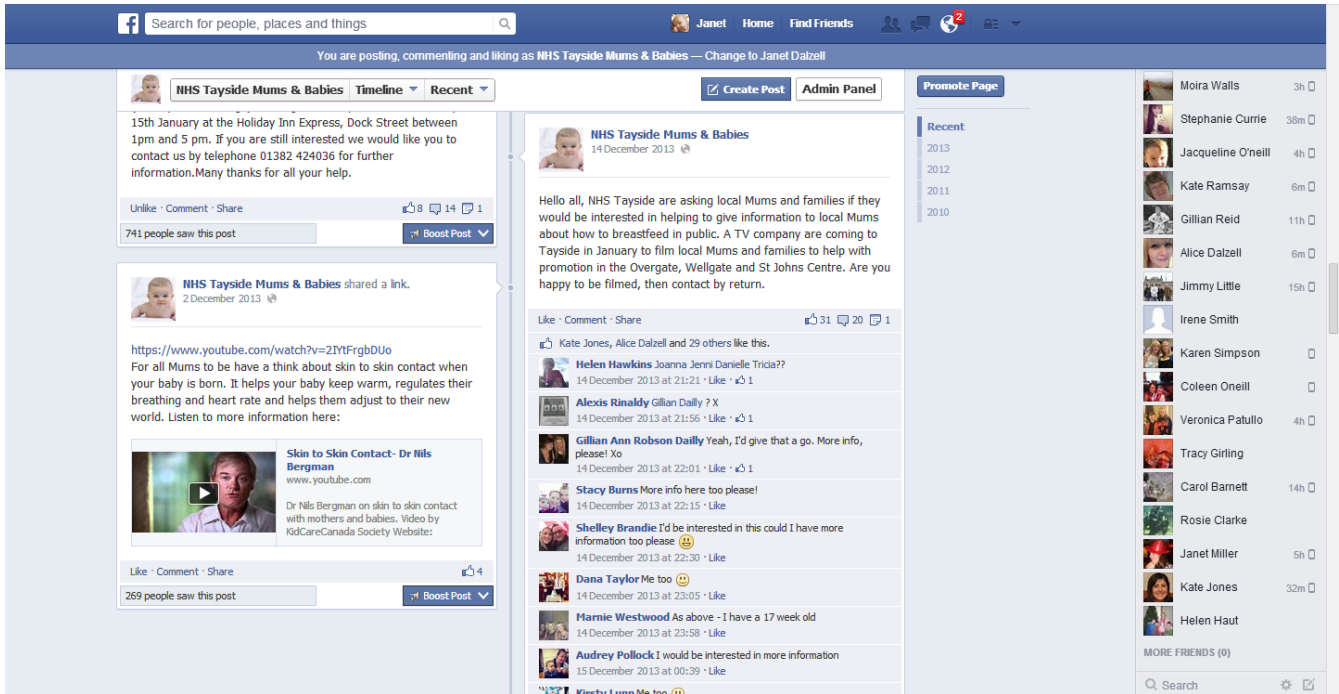 Search for people, places and things
Janet Home Find Friends
2
You are posting, commenting and liking as NHS Tayside Mums & Babies — Change to Janet Dalzell
NHS Tayside Mums & Babies Timeline Recent
Create Post Admin Panel
Promote Page
15th January at the Holiday Inn Express, Dock Street between
1pm and 5 pm. If you are still interested we would like you to
contact us by telephone 01382 424036 for further
information.Many thanks for all your help.
Unlike · Comment · Share 8 14 1
741 people saw this post Boost Post
NHS Tayside Mums & Babies shared a link.
2 December 2013
https://www.youtube.com/watch?v=2IYtFrgbDUo
For all Mums to be have a think about skin to skin contact when
your baby is born. It helps your baby keep warm, regulates their
breathing and heart rate and helps them adjust to their new
world. Listen to more information here:
Skin to Skin Contact- Dr Nils
Bergman
www.youtube.com
Dr Nils Bergman on skin to skin contact
with mothers and babies. Video by
KidCareCanada Society Website:
Like · Comment · Share 4
269 people saw this post Boost Post
NHS Tayside Mums & Babies
14 December 2013
Hello all, NHS Tayside are asking local Mums and families if they
would be interested in helping to give information to local Mums
about how to breastfeed in public. A TV company are coming to
Tayside in January to film local Mums and families to help with
promotion in the Overgate, Wellgate and St Johns Centre. Are you
happy to be filmed, then contact by return.
Like · Comment · Share 31 20 1
Kate Jones, Alice Dalzell and 29 others like this.
Helen Hawkins Joanna Jenni Danielle Tricia??
14 December 2013 at 21:21 · Like · 1
Alexis Rinaldy Gillian Dailly ? X
14 December 2013 at 21:56 · Like · 1
Gillian Ann Robson Dailly Yeah, I'd give that a go. More info,
please! Xo
14 December 2013 at 22:01 · Like · 1
Stacy Burns More info here too please!
14 December 2013 at 22:15 · Like
Shelley Brandie I'd be interested in this could I have more
information too please
14 December 2013 at 22:30 · Like
Dana Taylor Me too
14 December 2013 at 23:05 · Like
Marnie Westwood As above - I have a 17 week old
14 December 2013 at 23:58 · Like
Audrey Pollock I would be interested in more information
15 December 2013 at 00:39 · Like
Kirsty Lunn Me too
Recent
2013
2012
2011
2010
Moira Walls 3h
Stephanie Currie 38m
Jacqueline O'neill 4h
Kate Ramsay 6m
Gillian Reid 11h
Alice Dalzell 6m
Jimmy Little 15h
Irene Smith
Karen Simpson
Coleen Oneill
Veronica Patullo 4h
Tracy Girling
Carol Barnett 14h
Rosie Clarke
Janet Miller 5h
Kate Jones 32m
Helen Haut
MORE FRIENDS (0)
Search